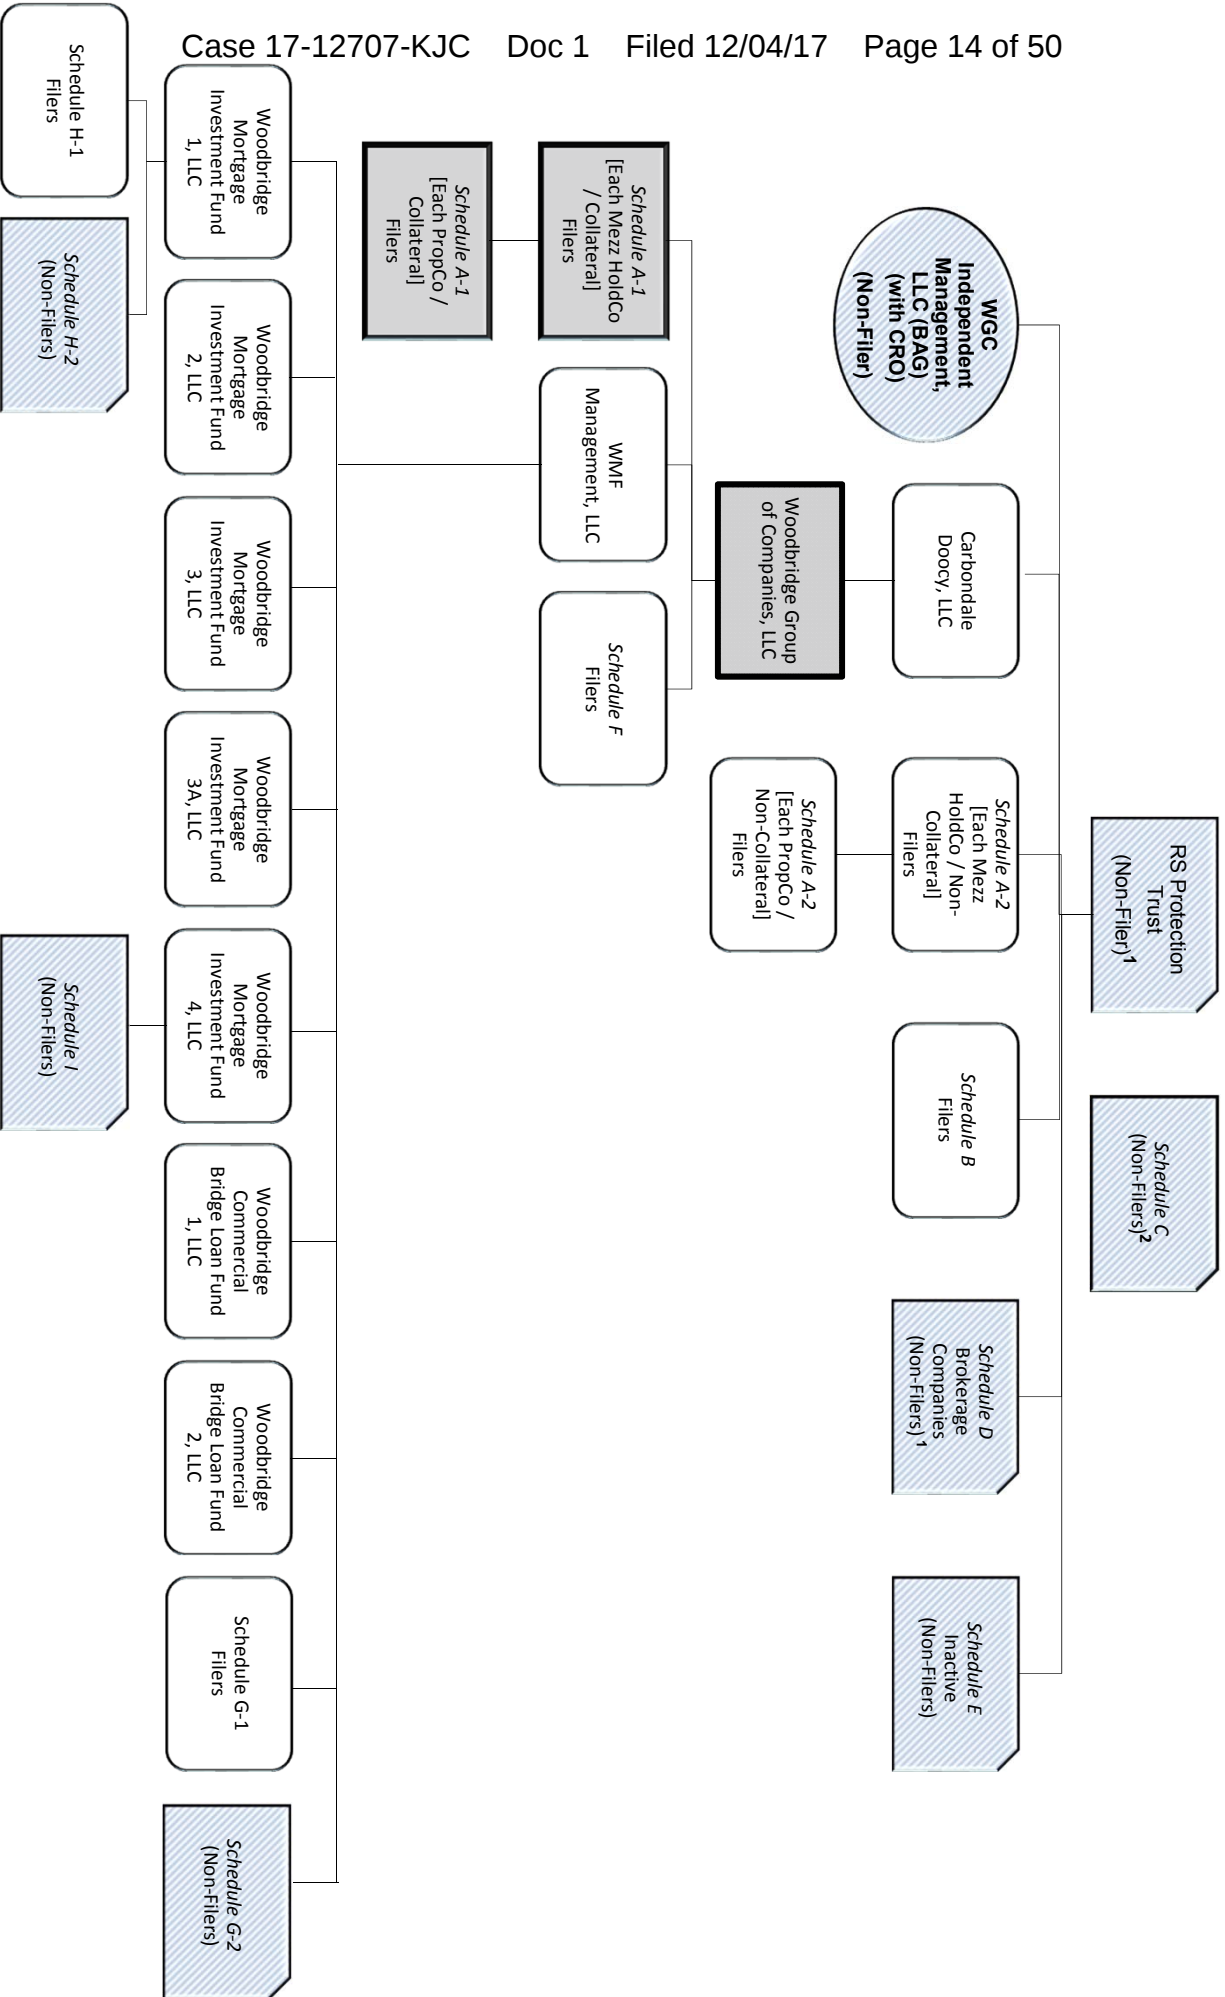 Case 17-12707-KJC Doc 1 Filed 12/04/17 Page 14 of 50
RS Protection
Trust
(Non-Filer)¹
Schedule C
(Non-Filers)²
WGC
Independent
Management,
LLC (BAG)
(with CRO)
(Non-Filer)
Carbondale
Doocy, LLC
Schedule A-2
[Each Mezz
HoldCo / Non-
Collateral]
Filers
Schedule B
Filers
Schedule D
Brokerage
Companies
(Non-Filers) ¹
Schedule E
Inactive
(Non-Filers)
Woodbridge Group
of Companies, LLC
Schedule A-2
[Each PropCo /
Non-Collateral]
Filers
Schedule A-1
[Each Mezz HoldCo
/ Collateral]
Filers
WMF
Management, LLC
Schedule F
Filers
Schedule A-1
[Each PropCo /
Collateral]
Filers
Woodbridge
Mortgage
Investment Fund
1, LLC
Woodbridge
Mortgage
Investment Fund
2, LLC
Woodbridge
Mortgage
Investment Fund
3, LLC
Woodbridge
Mortgage
Investment Fund
3A, LLC
Woodbridge
Mortgage
Investment Fund
4, LLC
Woodbridge
Commercial
Bridge Loan Fund
1, LLC
Woodbridge
Commercial
Bridge Loan Fund
2, LLC
Schedule G-1
Filers
Schedule G-2
(Non-Filers)
Schedule H-1
Filers
Schedule H-2
(Non-Filers)
Schedule I
(Non-Filers)